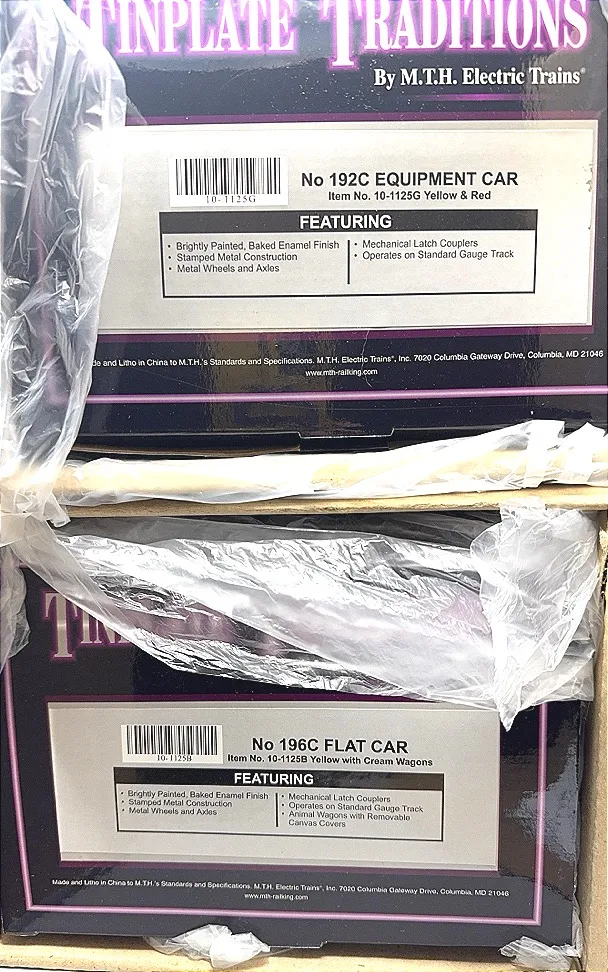 TINPLATE TRADITIONS
By M.T.H. Electric Trains®
No 192C EQUIPMENT CAR
10-1125G
Item No. 10-1125G Yellow & Red
FEATURING
• Brightly Painted, Baked Enamel Finish
• Stamped Metal Construction
• Metal Wheels and Axles
• Mechanical Latch Couplers
• Operates on Standard Gauge Track
and Litho in China to M.T.H.'s Standards and Specifications. M.T.H. Electric Trains®, Inc. 7020 Columbia Gateway Drive, Columbia, MD 21046
www.mth-railking.com
No 196C FLAT CAR
10-1125B
Item No. 10-1125B Yellow with Cream Wagons
FEATURING
• Brightly Painted, Baked Enamel Finish
• Stamped Metal Construction
• Metal Wheels and Axles
• Mechanical Latch Couplers
• Operates on Standard Gauge Track
• Animal Wagons with Removable
Canvas Covers
Made and Litho in China to M.T.H.'s Standards and Specifications. M.T.H. Electric Trains®, Inc. 7020 Columbia Gateway Drive, Columbia, MD 21046
www.mth-railking.com